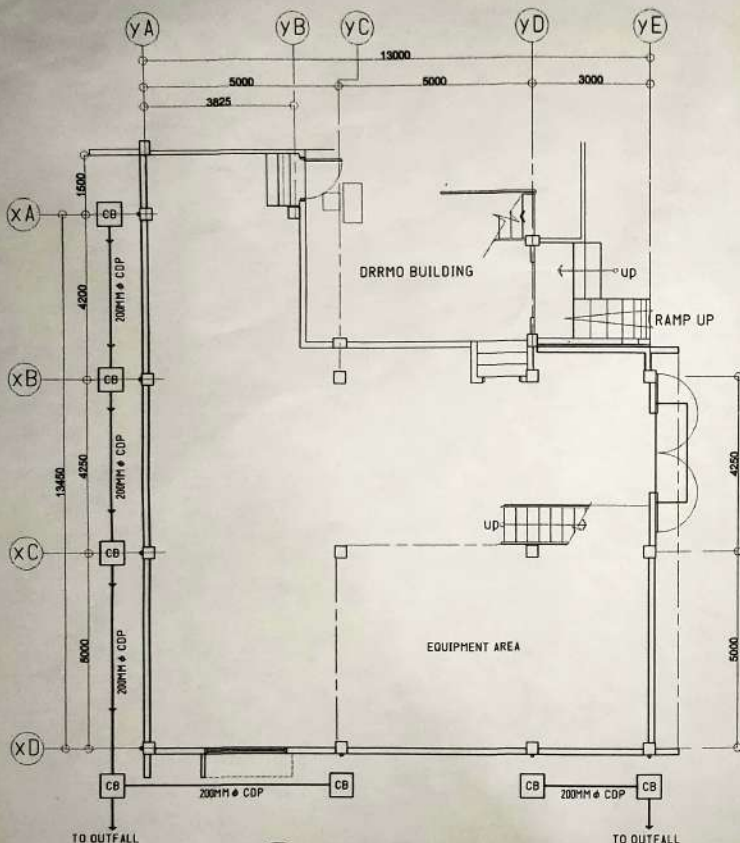 yA
yB
yC
yD
yE
13000
5000
5000
3000
3825
1500
xA
CB
200MM ø CDP
4200
DRRMO BUILDING
up
RAMP UP
xB
CB
200MM ø CDP
4250
13450
4250
up
xC
CB
200MM ø CDP
5000
EQUIPMENT AREA
5000
xD
CB
200MM ø CDP
CB
CB
200MM ø CDP
CB
TO OUTFALL
TO OUTFALL